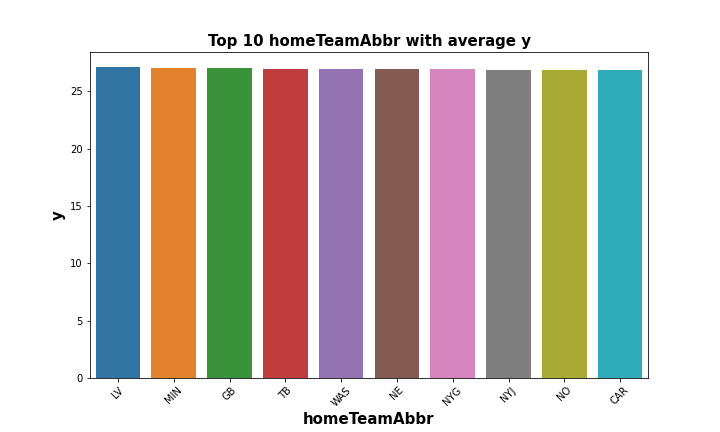 Top 10 homeTeamAbbr with average y
y
25
20
15
10
5
0
LV MIN GB TB WAS NE NYG NYJ NO CAR
homeTeamAbbr